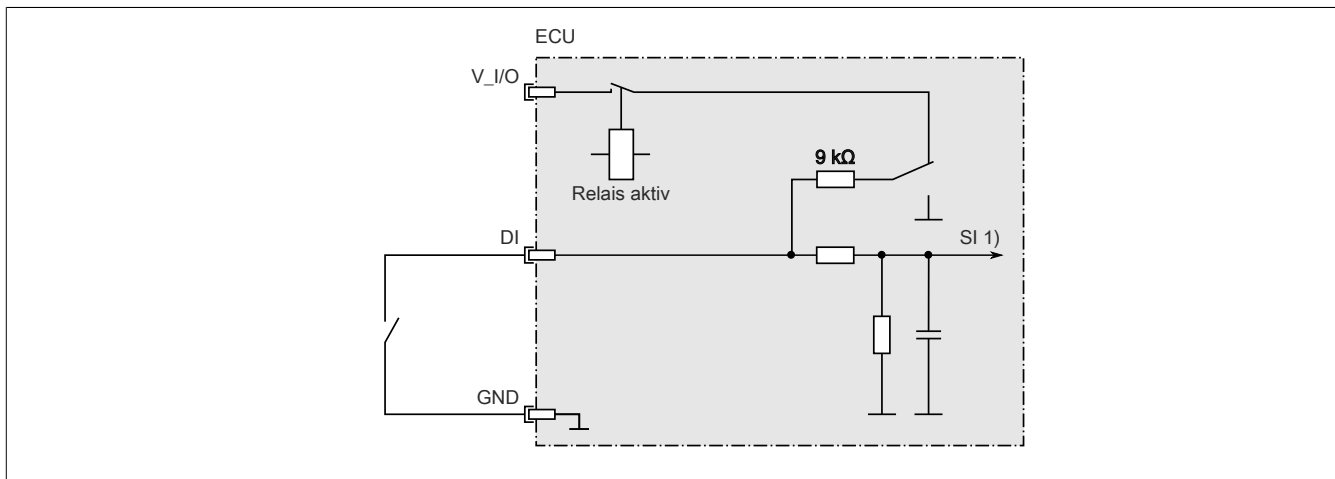 ECU
V_I/O
9 kΩ
Relais aktiv
DI
SI 1)
GND